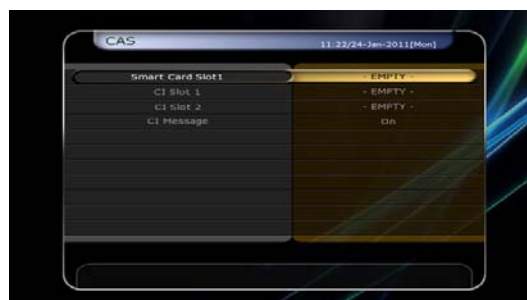 CAS 11:22/24-Jan-2011[Mon]
Smart Card Slot1 - EMPTY -
CI Slot 1 - EMPTY -
CI Slot 2 - EMPTY -
CI Message On